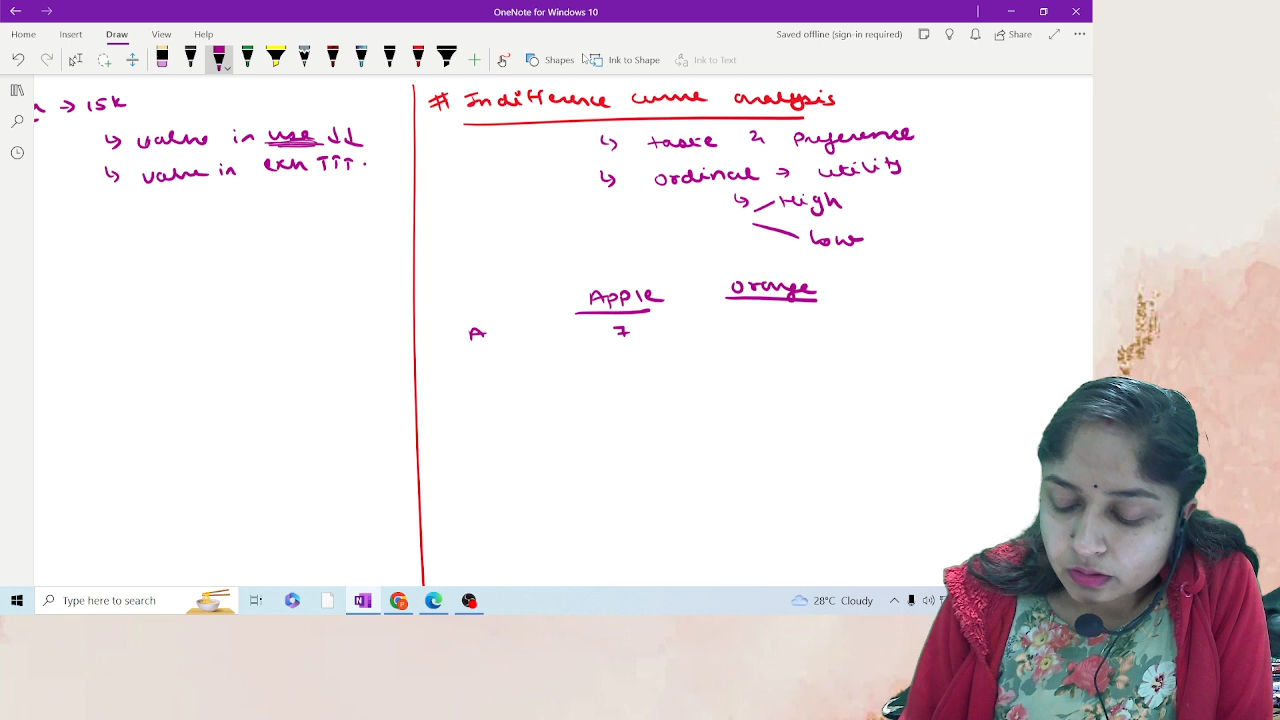 OneNote for Windows 10
Home Insert Draw View Help
Saved offline (sign-in required) Share
Shapes Ink to Shape Ink to Text
→ 15k
↳ value in use ↓↓
↳ value in exn ↑↑↑.
# Indifference curve analysis
↳ taste & Preference
↳ ordinal → utility
↳ High
Low
Apple Orange
A 7
Type here to search
28°C Cloudy